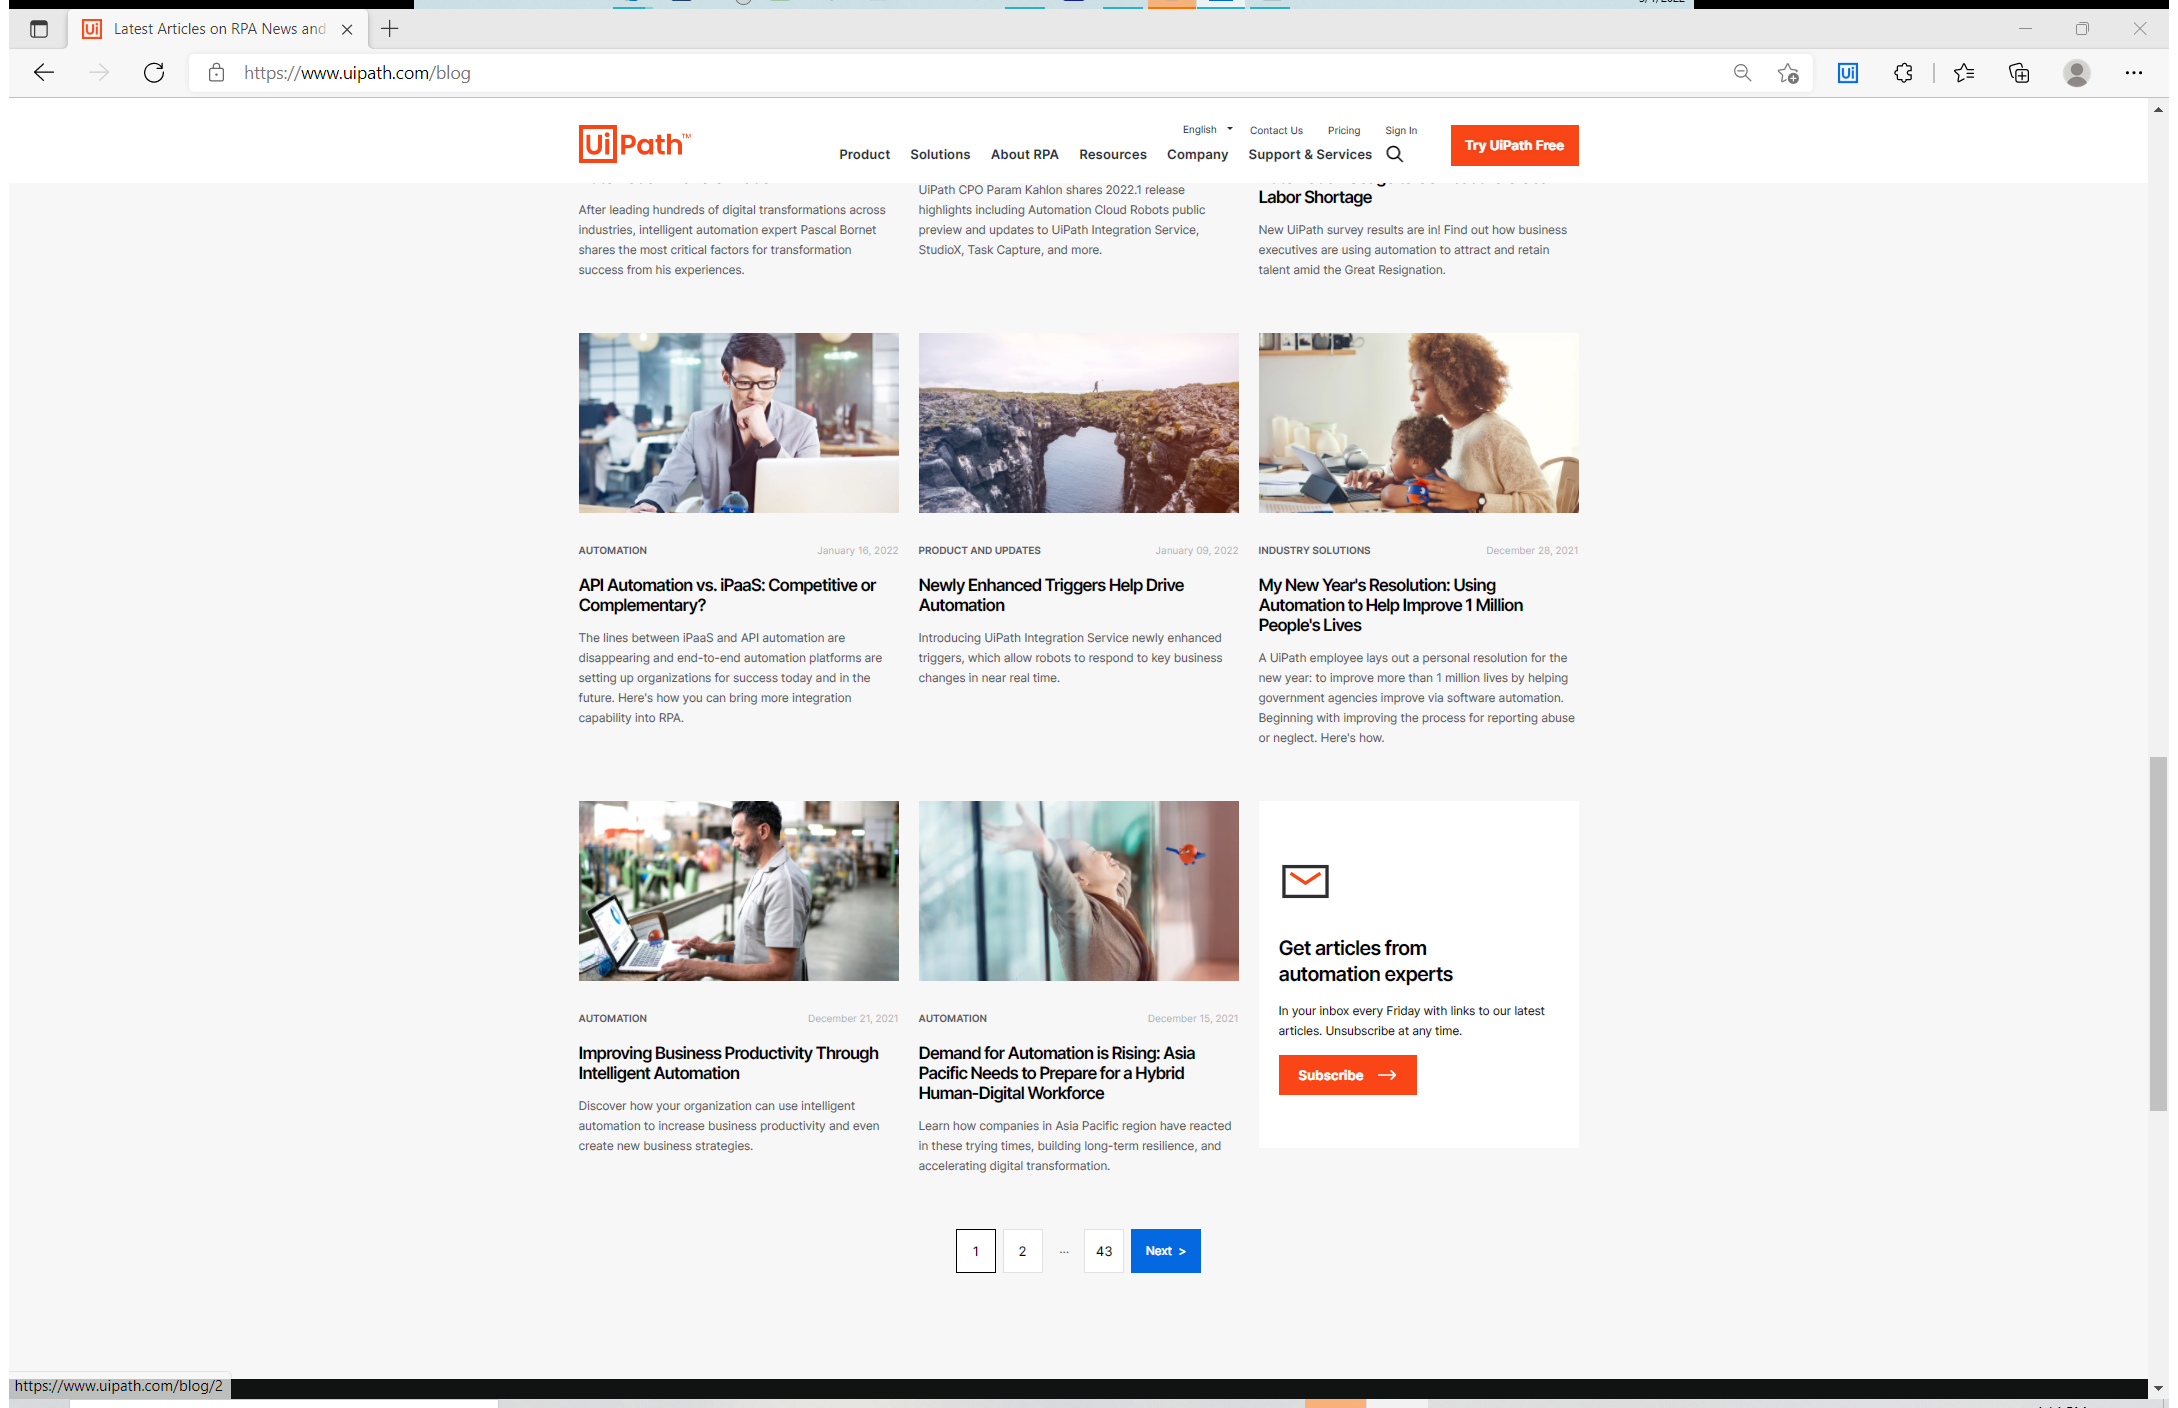 Latest Articles on RPA News and
https://www.uipath.com/blog
Ui
UiPath™
English
Contact Us
Pricing
Sign In
Product
Solutions
About RPA
Resources
Company
Support & Services
Try UiPath Free
After leading hundreds of digital transformations across
industries, intelligent automation expert Pascal Bornet
shares the most critical factors for transformation
success from his experiences.
UiPath CPO Param Kahlon shares 2022.1 release
highlights including Automation Cloud Robots public
preview and updates to UiPath Integration Service,
StudioX, Task Capture, and more.
Labor Shortage
New UiPath survey results are in! Find out how business
executives are using automation to attract and retain
talent amid the Great Resignation.
AUTOMATION
January 16, 2022
API Automation vs. iPaaS: Competitive or
Complementary?
The lines between iPaaS and API automation are
disappearing and end-to-end automation platforms are
setting up organizations for success today and in the
future. Here's how you can bring more integration
capability into RPA.
PRODUCT AND UPDATES
January 09, 2022
Newly Enhanced Triggers Help Drive
Automation
Introducing UiPath Integration Service newly enhanced
triggers, which allow robots to respond to key business
changes in near real time.
INDUSTRY SOLUTIONS
December 28, 2021
My New Year's Resolution: Using
Automation to Help Improve 1 Million
People's Lives
A UiPath employee lays out a personal resolution for the
new year: to improve more than 1 million lives by helping
government agencies improve via software automation.
Beginning with improving the process for reporting abuse
or neglect. Here's how.
AUTOMATION
December 21, 2021
Improving Business Productivity Through
Intelligent Automation
Discover how your organization can use intelligent
automation to increase business productivity and even
create new business strategies.
AUTOMATION
December 15, 2021
Demand for Automation is Rising: Asia
Pacific Needs to Prepare for a Hybrid
Human-Digital Workforce
Learn how companies in Asia Pacific region have reacted
in these trying times, building long-term resilience, and
accelerating digital transformation.
Get articles from
automation experts
In your inbox every Friday with links to our latest
articles. Unsubscribe at any time.
Subscribe
1
2
...
43
Next >
https://www.uipath.com/blog/2